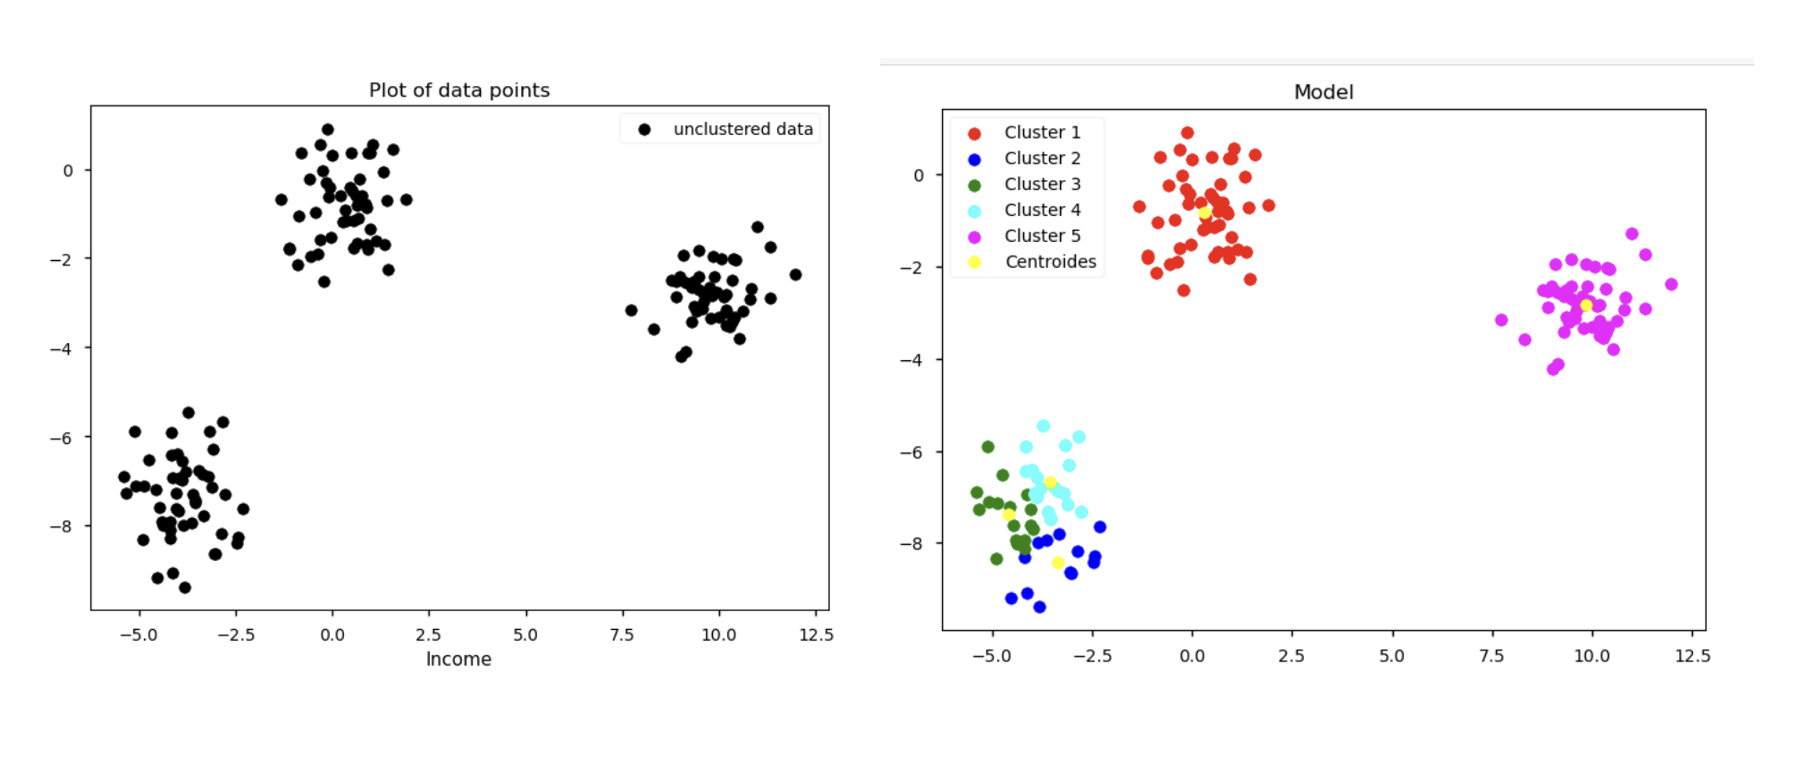 Plot of data points
unclustered data
0
−2
−4
−6
−8
−5.0 −2.5 0.0 2.5 5.0 7.5 10.0 12.5
Income
Model
Cluster 1
Cluster 2
Cluster 3
Cluster 4
Cluster 5
Centroides
0
−2
−4
−6
−8
−5.0 −2.5 0.0 2.5 5.0 7.5 10.0 12.5